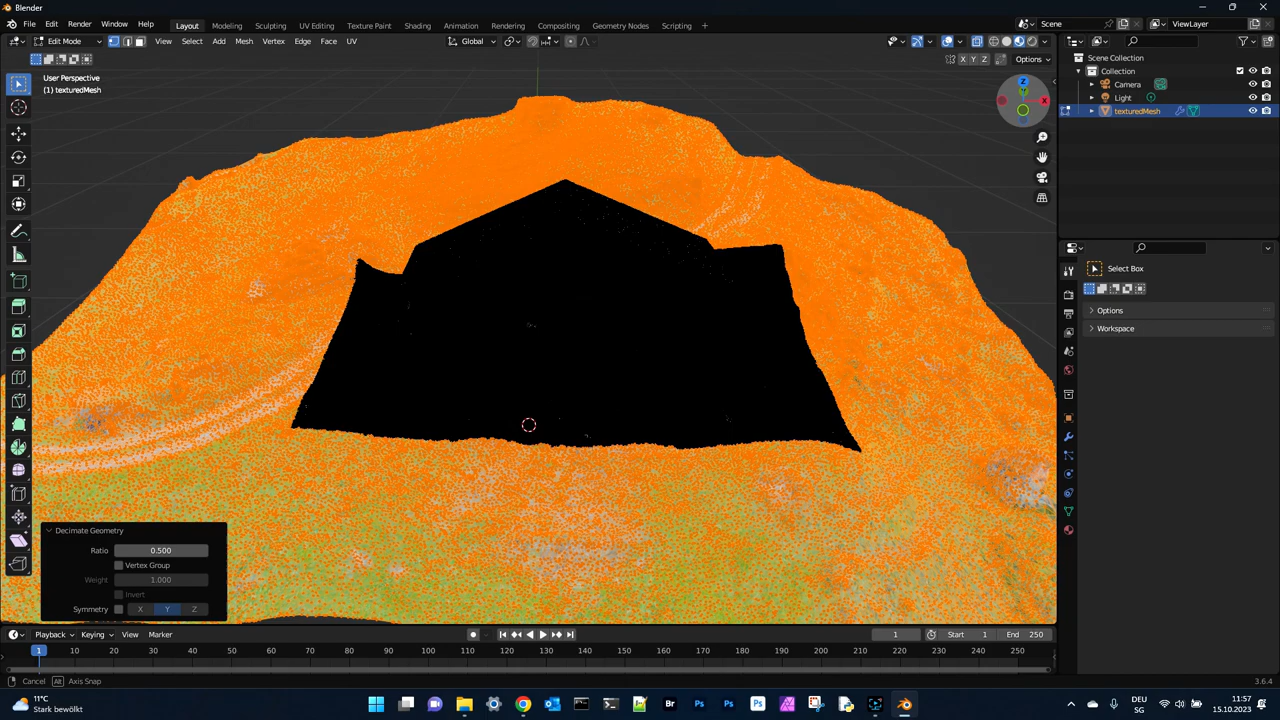 Blender
File Edit Render Window Help Layout Modeling Sculpting UV Editing Texture Paint Shading Animation Rendering Compositing Geometry Nodes Scripting + Scene ViewLayer
Edit Mode View Select Add Mesh Vertex Edge Face UV Global
X Y Z Options
User Perspective
(1) texturedMesh
Z
Y
X
Scene Collection
Collection
Camera
Light
texturedMesh
Select Box
Options
Workspace
Decimate Geometry
Ratio 0.500
Vertex Group
Weight 1.000
Invert
Symmetry X Y Z
Playback Keying View Marker 1 Start 1 End 250
1 10 20 30 40 50 60 70 80 90 100 110 120 130 140 150 160 170 180 190 200 210 220 230 240 250
Cancel Alt Axis Snap 3.6.4
11°C
Stark bewölkt
Br Ps Ps Ps
DEU
SG
11:57
15.10.2023